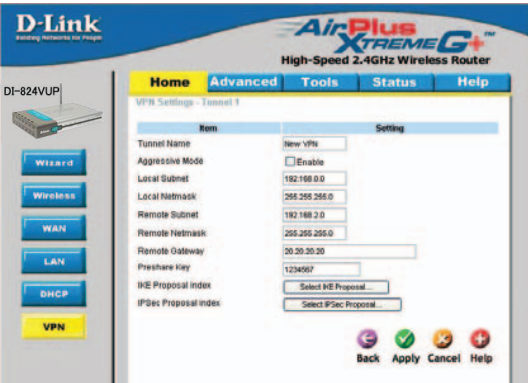 D-Link
Building Networks for People
AirPlus
XTREME G+™
High-Speed 2.4GHz Wireless Router
DI-824VUP
Home Advanced Tools Status Help
VPN Settings - Tunnel 1
Item Setting
Tunnel Name New VPN
Aggressive Mode Enable
Local Subnet 192.168.0.0
Local Netmask 255.255.255.0
Remote Subnet 192.168.2.0
Remote Netmask 255.255.255.0
Remote Gateway 20.20.20.20
Preshare Key 1234567
IKE Proposal index Select IKE Proposal...
IPSec Proposal index Select IPSec Proposal...
Wizard
Wireless
WAN
LAN
DHCP
VPN
Back Apply Cancel Help